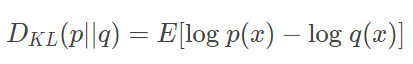 D_{KL}(p||q) = E[log p(x) − log q(x)]